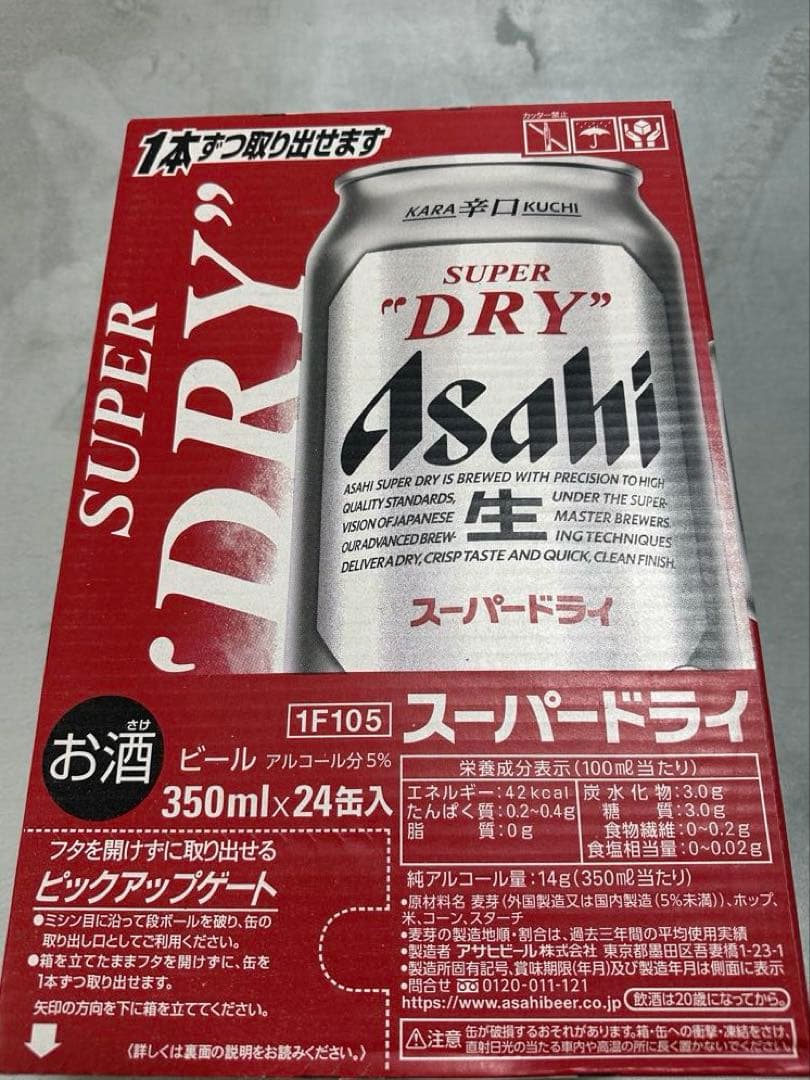 1本ずつ取り出せます
カッター禁止
SUPER
"DRY"
KARA 辛口 KUCHI
SUPER
"DRY"
Asahi
ASAHI SUPER DRY IS BREWED WITH PRECISION TO HIGH
QUALITY STANDARDS, UNDER THE SUPER-
VISION OF JAPANESE 生 MASTER BREWERS.
OUR ADVANCED BREW- ING TECHNIQUES
DELIVER A DRY, CRISP TASTE AND QUICK, CLEAN FINISH.
スーパードライ
さけ
お酒
1F105
スーパードライ
ビール アルコール分5%
350ml×24缶入
栄養成分表示(100ml当たり)
エネルギー:42kcal 炭水化物:3.0g
たんぱく質:0.2~0.4g 糖質:3.0g
脂質:0g 食物繊維:0~0.2g
食塩相当量:0~0.02g
純アルコール量:14g(350ml当たり)
•原材料名 麦芽(外国製造又は国内製造(5%未満))、ホップ、
米、コーン、スターチ
•麦芽の製造地順・割合は、過去三年間の平均使用実績
•製造者 アサヒビール株式会社 東京都墨田区吾妻橋1-23-1
•製造所固有記号、賞味期限(年月)及び製造年月は側面に表示
•問合せ 0120-011-121
https://www.asahibeer.co.jp 飲酒は20歳になってから。
注意 缶が破損するおそれがあります。箱・缶への衝撃・凍結をさけ、
直射日光の当たる車内や高温の所に長く置かないでください。
フタを開けずに取り出せる
ピックアップゲート
●ミシン目に沿って段ボールを破り、缶の
取り出し口としてご利用ください。
●箱を立てたままフタを開けずに、缶を
1本ずつ取り出せます。
矢印の方向を下に箱を立ててください。
〈詳しくは裏面の説明をお読みください。〉